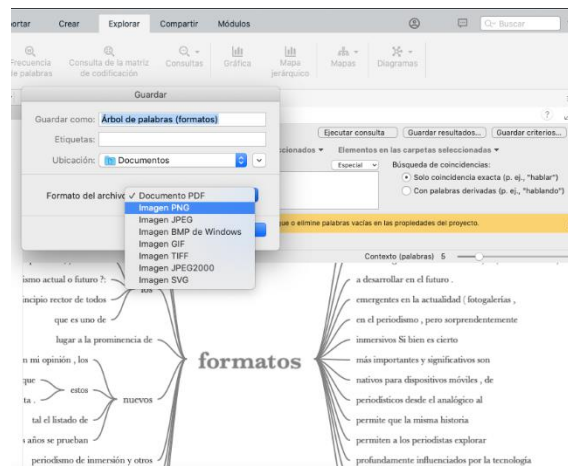 ortar Crear Explorar Compartir Módulos Buscar
Frecuencia de palabras
Consulta de la matriz de codificación
Consultas
Gráfica
Mapa jerárquico
Mapas
Diagramas
Guardar
Guardar como: Árbol de palabras (formatos)
Etiquetas:
Ubicación: Documentos
Formato del archivo
✓ Documento PDF
Imagen PNG
Imagen JPEG
Imagen BMP de Windows
Imagen GIF
Imagen TIFF
Imagen JPEG2000
Imagen SVG
Ejecutar consulta Guardar resultados... Guardar criterios...
ccionados Elementos en las carpetas seleccionadas
Especial
Búsqueda de coincidencias:
Solo coincidencia exacta (p. ej., "hablar")
Con palabras derivadas (p. ej., "hablando")
ue o elimine palabras vacías en las propiedades del proyecto.
Contexto (palabras) 5
ismo actual o futuro ?:
incipio rector de todos
los
que es uno de
lugar a la prominencia de
n mi opinión , los
que
estos
ta .
nuevos
tal el listado de
s años se prueban
periodismo de inmersión y otros
formatos
a desarrollar en el futuro .
emergentes en la actualidad ( fotogalerías ,
en el periodismo , pero sorprendentemente
inmersivos Si bien es cierto
más importantes y significativos son
nativos para dispositivos móviles , de
periodísticos desde el analógico al
permite que la misma historia
permiten a los periodistas explorar
profundamente influenciados por la tecnología